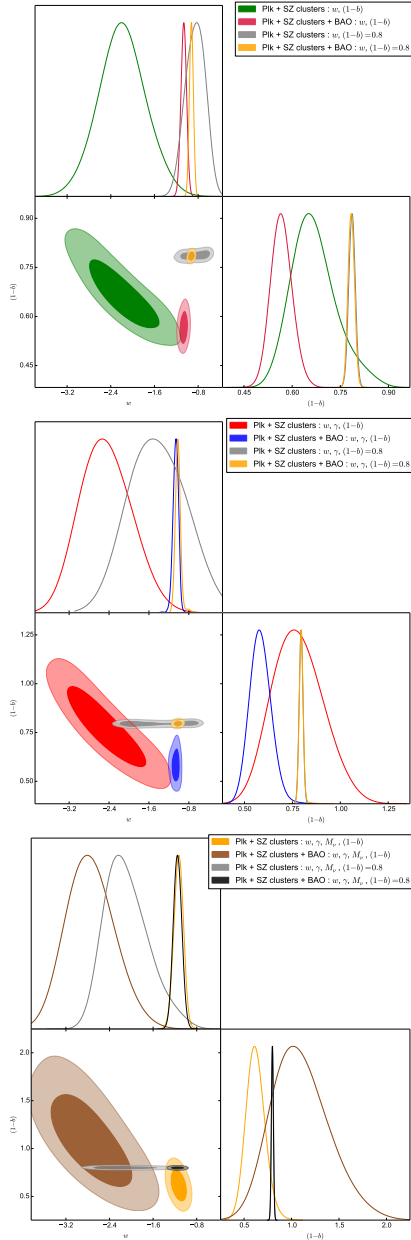 Plk + SZ clusters : w, (1−b)
Plk + SZ clusters + BAO : w, (1−b)
Plk + SZ clusters : w, (1−b)=0.8
Plk + SZ clusters + BAO : w, (1−b)=0.8
0.90
0.75
0.60
0.45
(1−b)
−3.2 −2.4 −1.6 −0.8
w
0.45 0.60 0.75 0.90
(1−b)
Plk + SZ clusters : w, γ, (1−b)
Plk + SZ clusters + BAO : w, γ, (1−b)
Plk + SZ clusters : w, γ, (1−b)=0.8
Plk + SZ clusters + BAO : w, γ, (1−b)=0.8
1.25
1.00
0.75
0.50
(1−b)
−3.2 −2.4 −1.6 −0.8
w
0.50 0.75 1.00 1.25
(1−b)
Plk + SZ clusters : w, γ, Mν, (1−b)
Plk + SZ clusters + BAO : w, γ, Mν, (1−b)
Plk + SZ clusters : w, γ, Mν, (1−b)=0.8
Plk + SZ clusters + BAO : w, γ, Mν, (1−b)=0.8
2.0
1.5
1.0
0.5
(1−b)
−3.2 −2.4 −1.6 −0.8
w
0.5 1.0 1.5 2.0
(1−b)